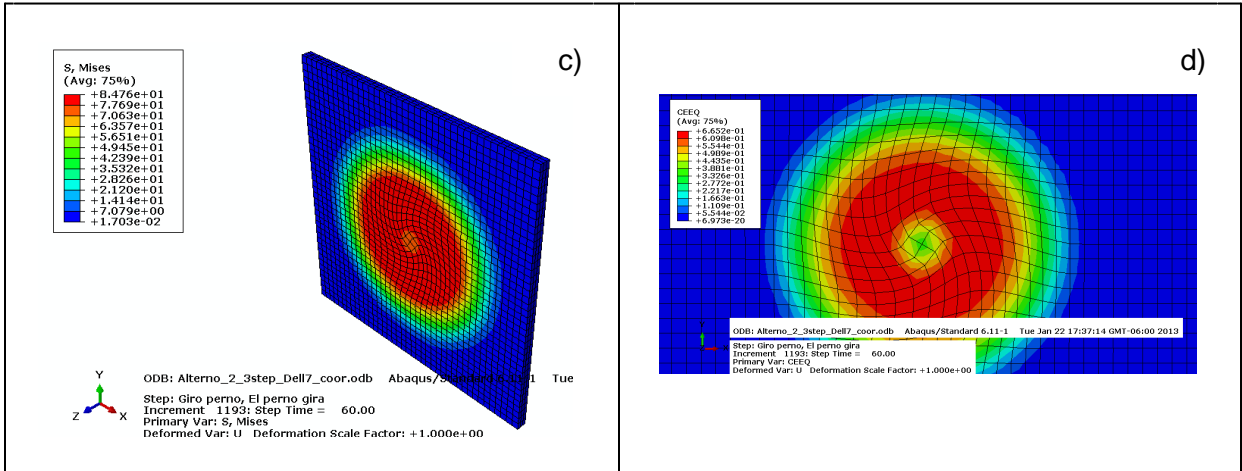 c)
S, Mises
(Avg: 75%)
+8.476e+01
+7.769e+01
+7.063e+01
+6.357e+01
+5.651e+01
+4.945e+01
+4.239e+01
+3.532e+01
+2.826e+01
+2.120e+01
+1.414e+01
+7.079e+00
+1.703e-02
Y
Z
X
ODB: Alterno_2_3step_Dell7_coor.odb Tue
Step: Giro perno, El perno gira
Increment 1193: Step Time = 60.00
Primary Var: S, Mises
Deformed Var: U Deformation Scale Factor: +1.000e+00
d)
CEEQ
(Avg: 75%)
+6.652e-01
+6.098e-01
+5.544e-01
+4.989e-01
+4.435e-01
+3.881e-01
+3.326e-01
+2.772e-01
+2.217e-01
+1.663e-01
+1.109e-01
+5.544e-02
+6.973e-20
ODB: Alterno_2_3step_Dell7_coor.odb Abaqus/Standard 6.11-1 Tue Jan 22 17:37:14 GMT-06:00 2013
Step: Giro perno, El perno gira
Increment 1193: Step Time = 60.00
Primary Var: CEEQ
Deformed Var: U Deformation Scale Factor: +1.000e+00